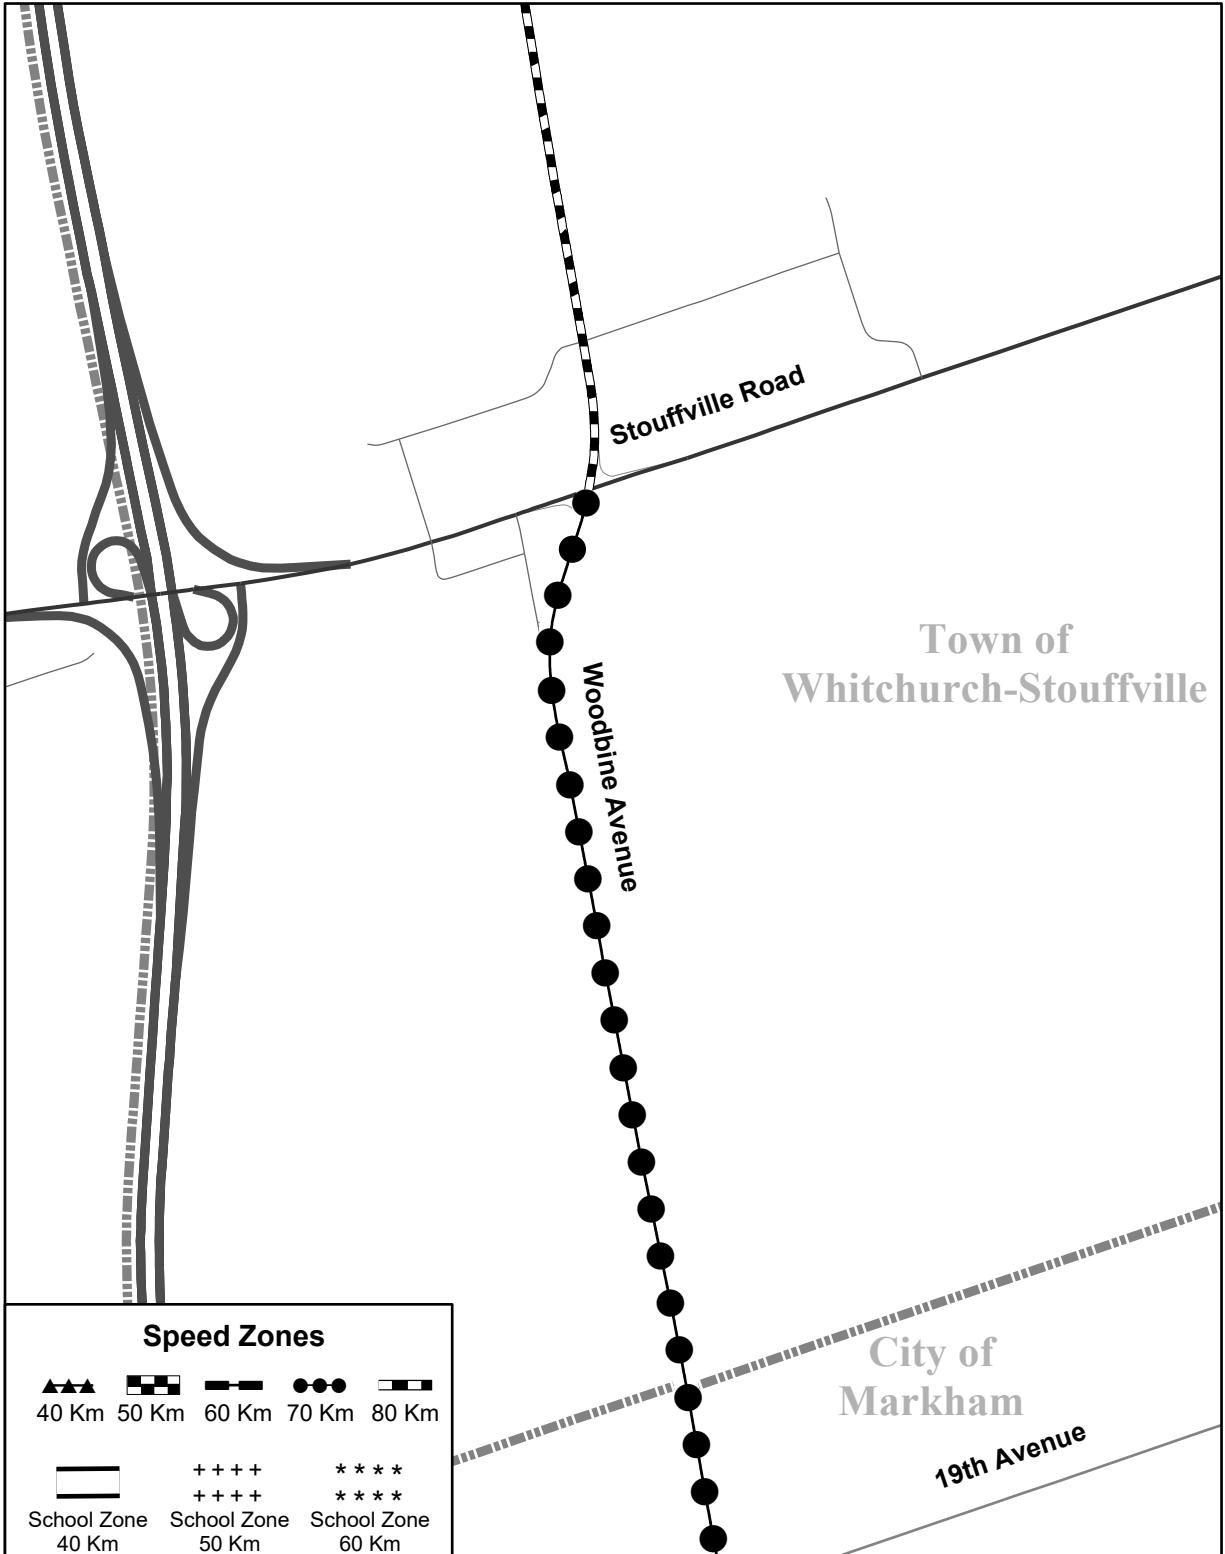 Stouffville Road
Town of
Whitchurch-Stouffville
Woodbine Avenue
City of
Markham
19th Avenue
Speed Zones
40 Km 50 Km 60 Km 70 Km 80 Km
School Zone School Zone School Zone
40 Km 50 Km 60 Km